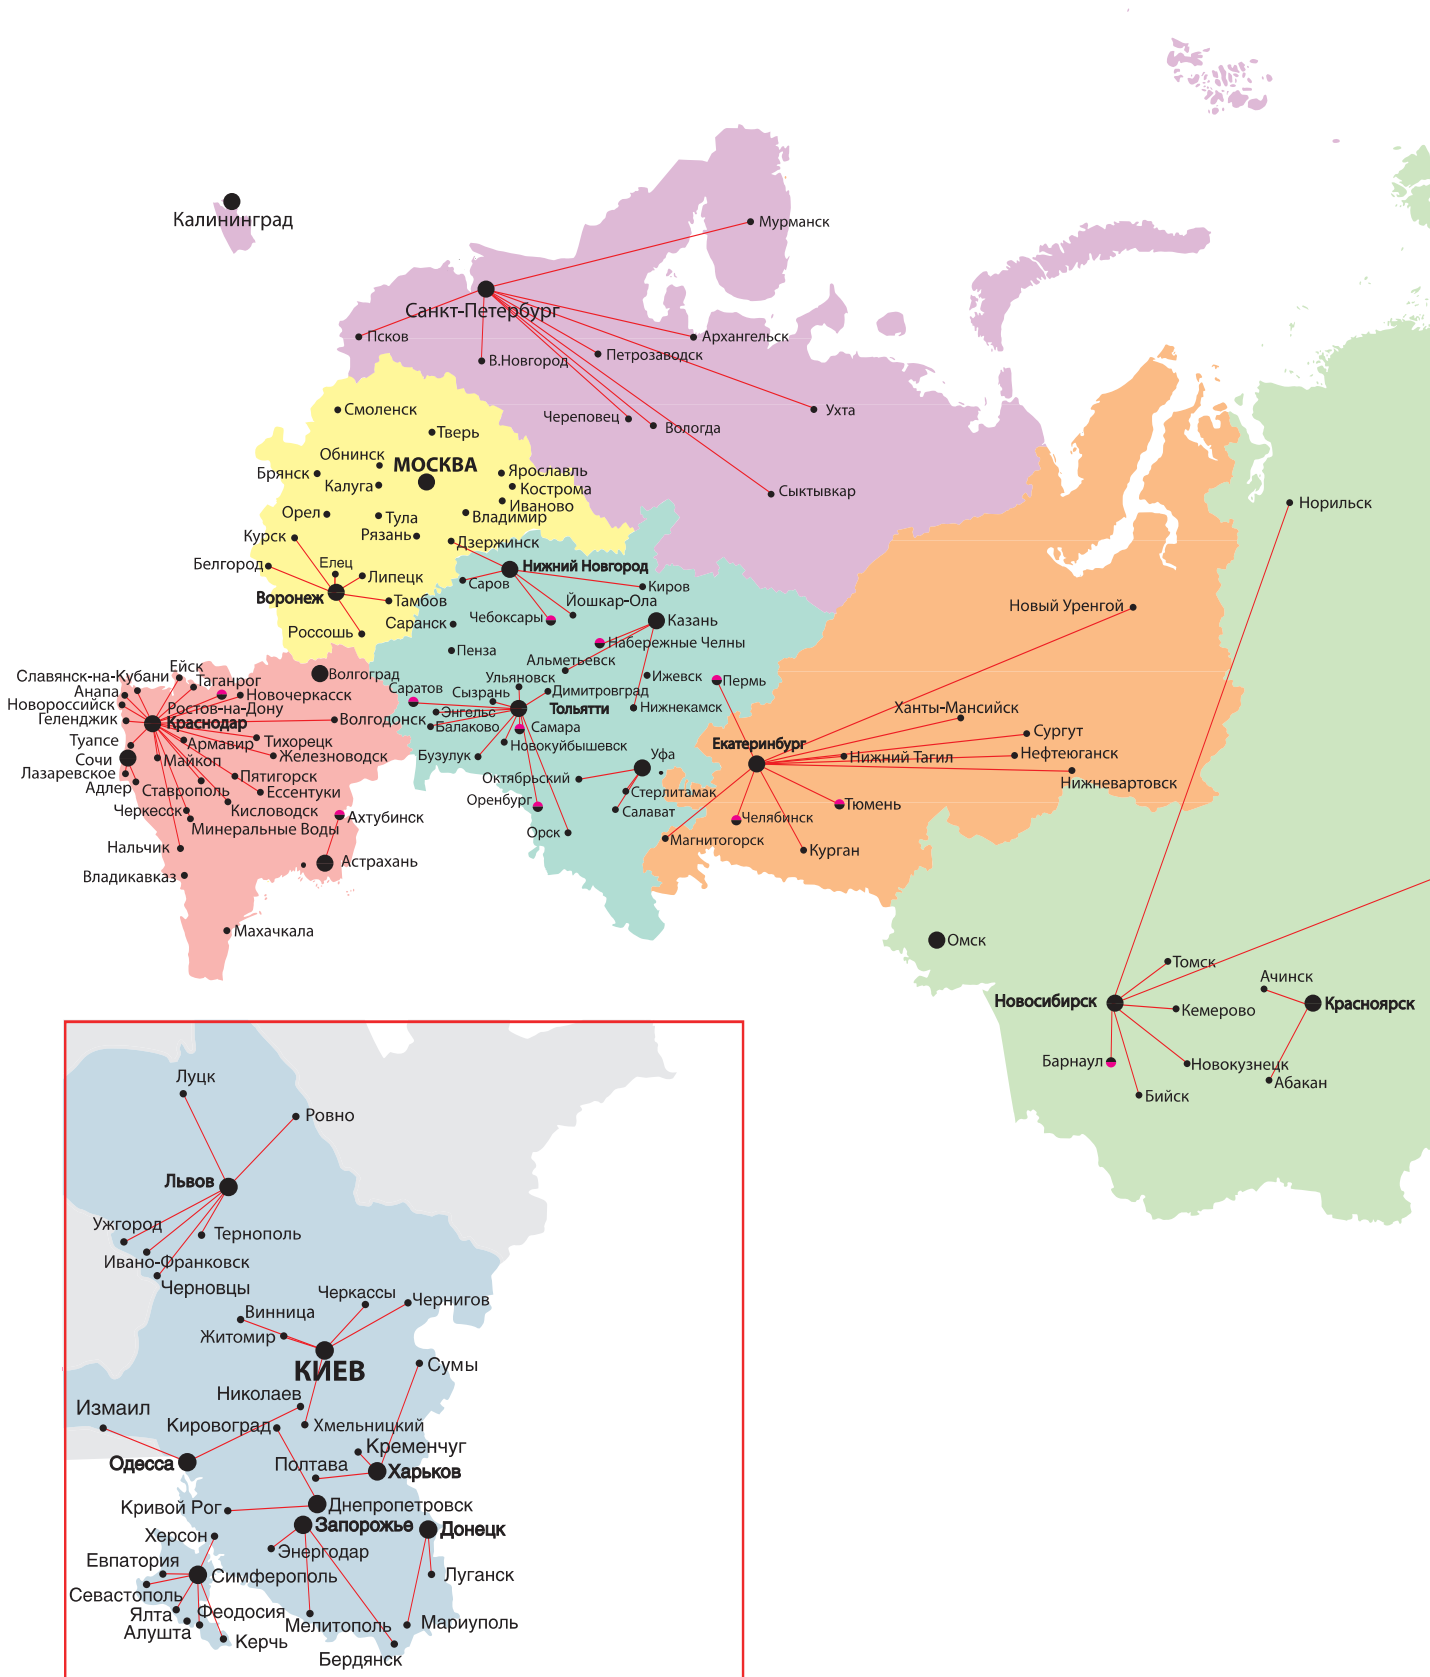 Калининград
Мурманск
Санкт-Петербург
Псков
В.Новгород
Петрозаводск
Архангельск
Череповец
Вологда
Ухта
Сыктывкар
Смоленск
Тверь
Обнинск
МОСКВА
Брянск
Калуга
Ярославль
Кострома
Иваново
Орел
Тула
Владимир
Курск
Рязань
Дзержинск
Белгород
Елец
Липецк
Воронеж
Тамбов
Россошь
Нижний Новгород
Саров
Киров
Йошкар-Ола
Чебоксары
Саранск
Казань
Набережные Челны
Пенза
Альметьевск
Ульяновск
Ижевск
Пермь
Саратов
Сызрань
Димитровград
Энгельс
Тольятти
Нижнекамск
Балаково
Самара
Новокуйбышевск
Бузулук
Уфа
Октябрьский
Стерлитамак
Оренбург
Салават
Орск
Волгоград
Славянск-на-Кубани
Ейск
Таганрог
Анапа
Новочеркасск
Новороссийск
Ростов-на-Дону
Геленджик
Краснодар
Волгодонск
Туапсе
Армавир
Тихорецк
Сочи
Майкоп
Железноводск
Лазаревское
Пятигорск
Адлер
Ставрополь
Ессентуки
Черкесск
Кисловодск
Минеральные Воды
Ахтубинск
Нальчик
Астрахань
Владикавказ
Махачкала
Новый Уренгой
Ханты-Мансийск
Сургут
Екатеринбург
Нижний Тагил
Нефтеюганск
Нижневартовск
Тюмень
Челябинск
Магнитогорск
Курган
Норильск
Омск
Томск
Ачинск
Новосибирск
Кемерово
Красноярск
Барнаул
Новокузнецк
Абакан
Бийск
Луцк
Ровно
Львов
Ужгород
Тернополь
Ивано-Франковск
Черновцы
Черкассы
Чернигов
Винница
Житомир
КИЕВ
Сумы
Николаев
Измаил
Кировоград
Хмельницкий
Кременчуг
Одесса
Полтава
Харьков
Кривой Рог
Днепропетровск
Запорожье
Донецк
Херсон
Энергодар
Евпатория
Симферополь
Луганск
Севастополь
Ялта
Феодосия
Алушта
Керчь
Мелитополь
Мариуполь
Бердянск